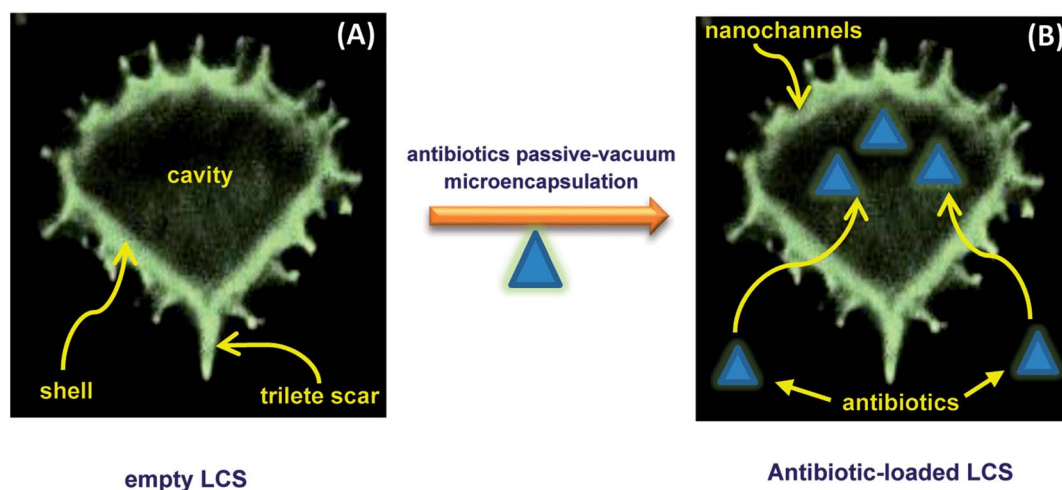 (A)
cavity
shell
trilete scar
empty LCS
antibiotics passive-vacuum
microencapsulation
nanochannels
(B)
antibiotics
Antibiotic-loaded LCS